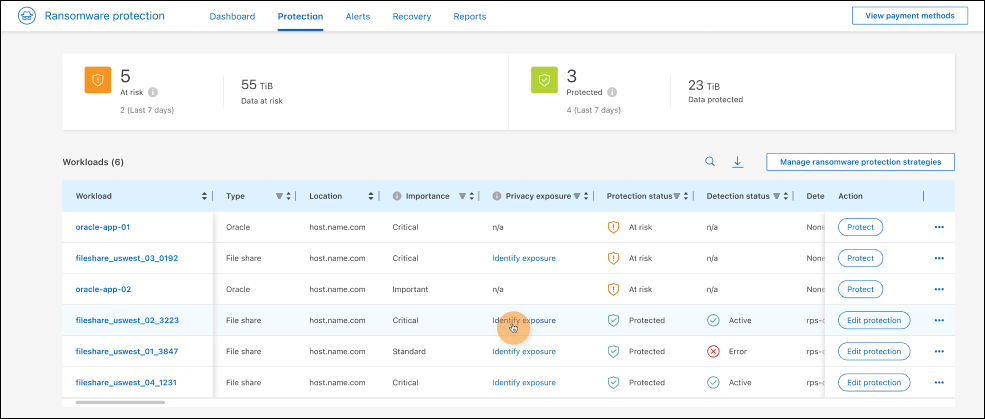 Ransomware protection Dashboard Protection Alerts Recovery Reports View payment methods
5 55 TiB 3 23 TiB
At risk Data at risk Protected Data protected
2 (Last 7 days) 4 (Last 7 days)
Workloads (6) Manage ransomware protection strategies
Workload Type Location Importance Privacy exposure Protection status Detection status Dete Action
oracle-app-01 Oracle host.name.com Critical n/a At risk n/a None Protect
fileshare_uswest_03_0192 File share host.name.com Critical Identify exposure At risk n/a None Protect
oracle-app-02 Oracle host.name.com Important n/a At risk n/a None Protect
fileshare_uswest_02_3223 File share host.name.com Critical Identify exposure Protected Active rps- Edit protection
fileshare_uswest_01_3847 File share host.name.com Standard Identify exposure Protected Error rps- Edit protection
fileshare_uswest_04_1231 File share host.name.com Critical Identify exposure Protected Active rps- Edit protection